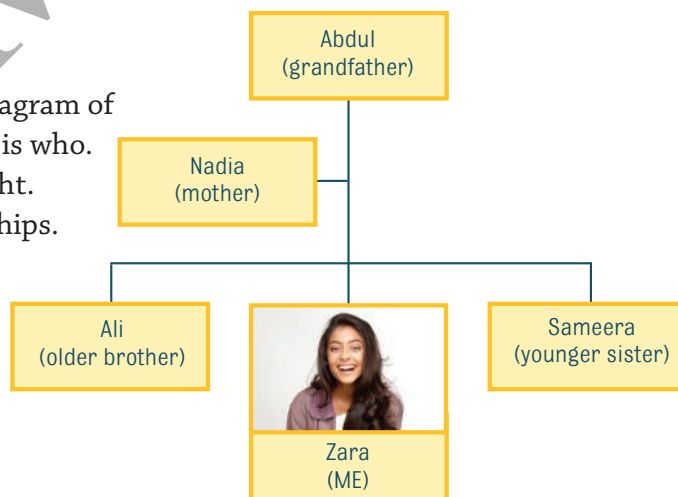 Abdul
(grandfather)
agram of
is who.
ht.
hips.
Nadia
(mother)
Ali
(older brother)
Sameera
(younger sister)
Zara
(ME)